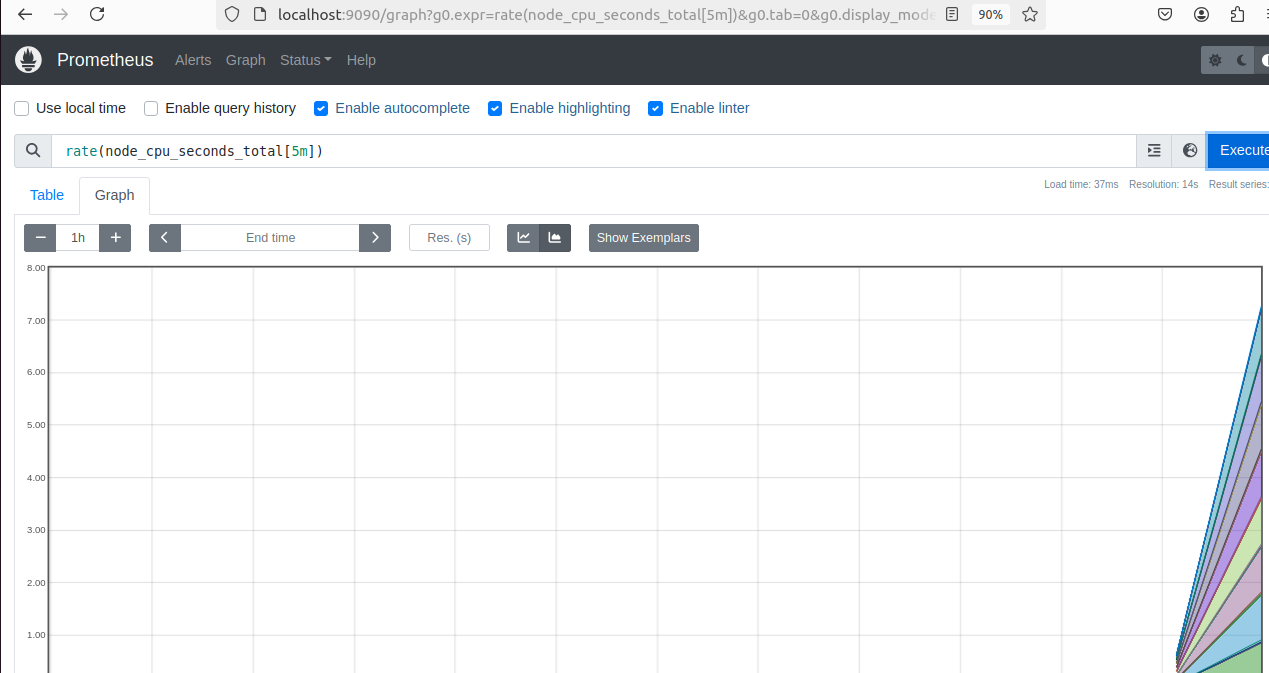 localhost:9090/graph?g0.expr=rate(node_cpu_seconds_total[5m])&g0.tab=0&g0.display_mode
90%
Prometheus Alerts Graph Status Help
Use local time Enable query history Enable autocomplete Enable highlighting Enable linter
rate(node_cpu_seconds_total[5m])
Execute
Load time: 37ms Resolution: 14s Result series:
Table Graph
1h End time Res. (s) Show Exemplars
8.00
7.00
6.00
5.00
4.00
3.00
2.00
1.00